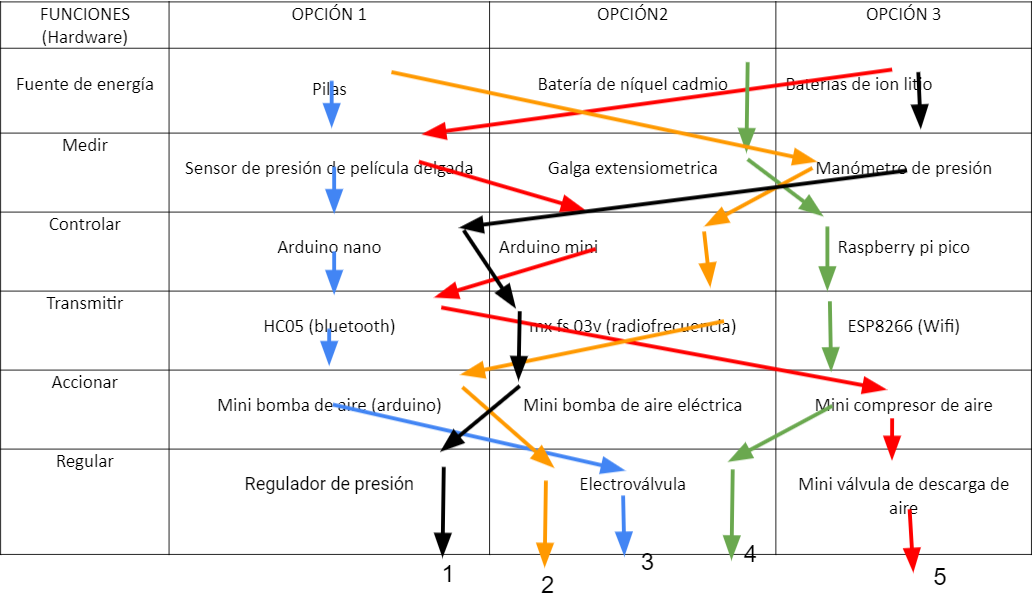 FUNCIONES
(Hardware)
OPCIÓN 1
OPCIÓN2
OPCIÓN 3
Fuente de energía
Pilas
Batería de níquel cadmio
Baterías de ion litio
Medir
Sensor de presión de película delgada
Galga extensiometrica
Manómetro de presión
Controlar
Arduino nano
Arduino mini
Raspberry pi pico
Transmitir
HC05 (bluetooth)
mx fs 03v (radiofrecuencia)
ESP8266 (Wifi)
Accionar
Mini bomba de aire (arduino)
Mini bomba de aire eléctrica
Mini compresor de aire
Regular
Regulador de presión
Electroválvula
Mini válvula de descarga de
aire
1
2
3
4
5